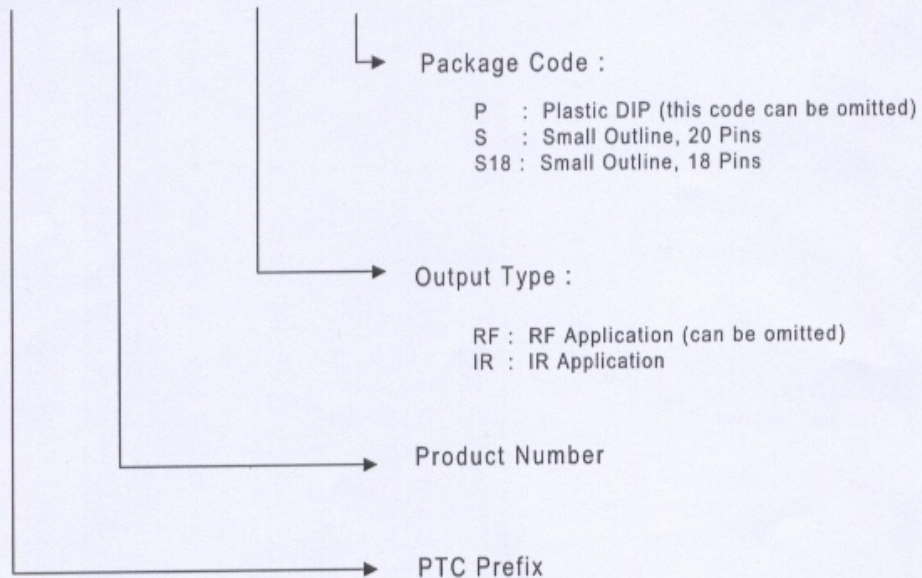 Package Code :
P : Plastic DIP (this code can be omitted)
S : Small Outline, 20 Pins
S18 : Small Outline, 18 Pins
Output Type :
RF : RF Application (can be omitted)
IR : IR Application
Product Number
PTC Prefix